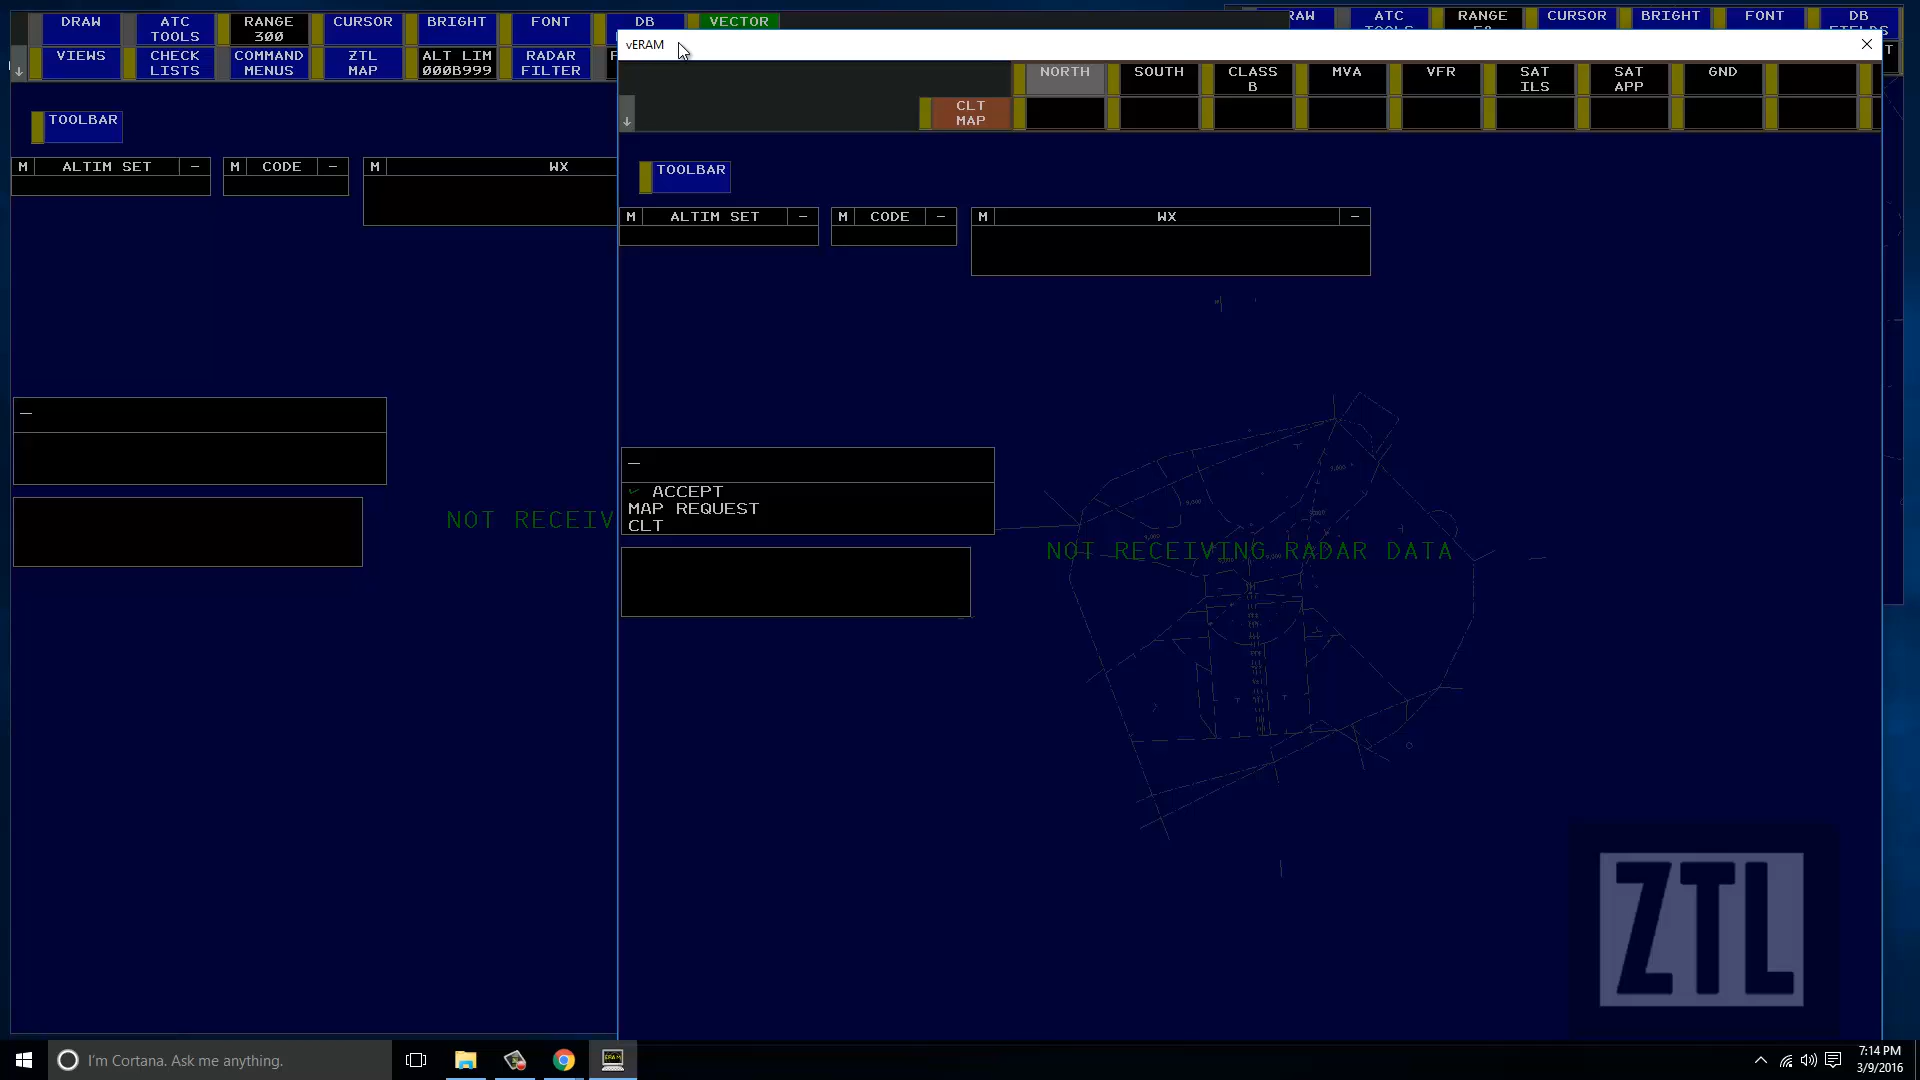 DRAW
ATC
TOOLS
RANGE
300
CURSOR
BRIGHT
FONT
DB
VECTOR
VIEWS
CHECK
LISTS
COMMAND
MENUS
ZTL
MAP
ALT LIM
000B999
RADAR
FILTER
TOOLBAR
M ALTIM SET –
M CODE –
M WX
NOT RECEIV
RAW
ATC
RANGE
CURSOR
BRIGHT
FONT
DB
vERAM
NORTH
SOUTH
CLASS
B
MVA
VFR
SAT
ILS
SAT
APP
GND
CLT
MAP
TOOLBAR
M ALTIM SET –
M CODE –
M WX –
✓ ACCEPT
MAP REQUEST
CLT
NOT RECEIVING RADAR DATA
ZTL
I'm Cortana. Ask me anything.
7:14 PM
3/9/2016